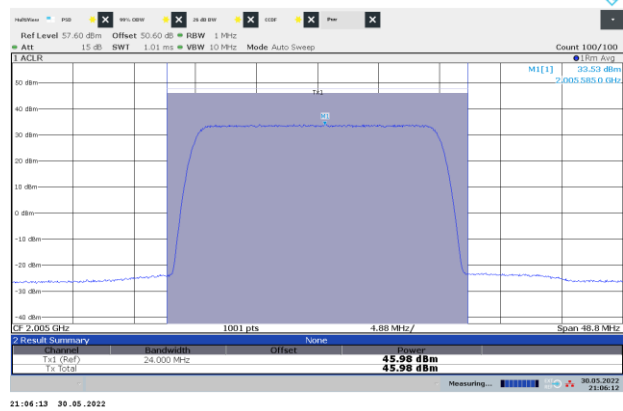 MultiView PSD 99% OBW 26 dB BW CCDF Pwr
Ref Level 57.60 dBm Offset 50.60 dB RBW 1 MHz
Att 15 dB SWT 1.01 ms VBW 10 MHz Mode Auto Sweep Count 100/100
1 ACLR 1Rm Avg
M1[1] 33.53 dBm
2.005 585 0 GHz
50 dBm
Tx1
40 dBm
M1
30 dBm
20 dBm
10 dBm
0 dBm
-10 dBm
-20 dBm
-30 dBm
-40 dBm
CF 2.005 GHz 1001 pts 4.88 MHz/ Span 48.8 MHz
2 Result Summary None
Channel Bandwidth Offset Power
Tx1 (Ref) 24.000 MHz 45.98 dBm
Tx Total 45.98 dBm
Measuring... 30.05.2022
21:06:12
21:06:13 30.05.2022